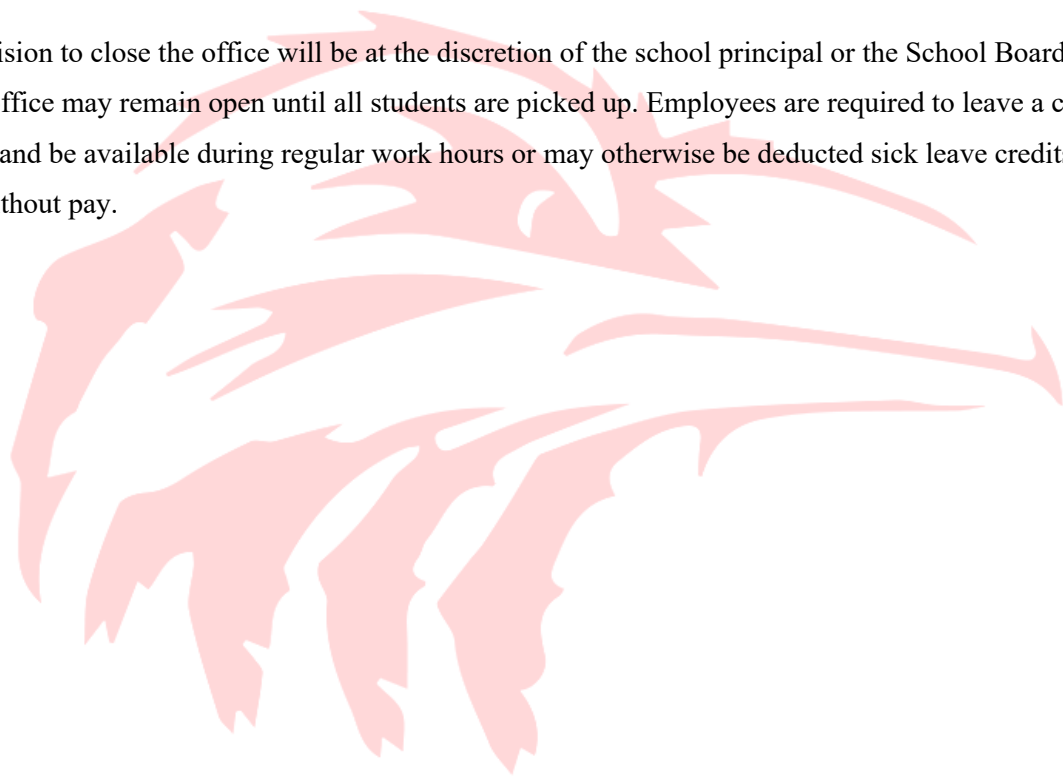 ision to close the office will be at the discretion of the school principal or the School Board
ffice may remain open until all students are picked up. Employees are required to leave a c
and be available during regular work hours or may otherwise be deducted sick leave credits
thout pay.